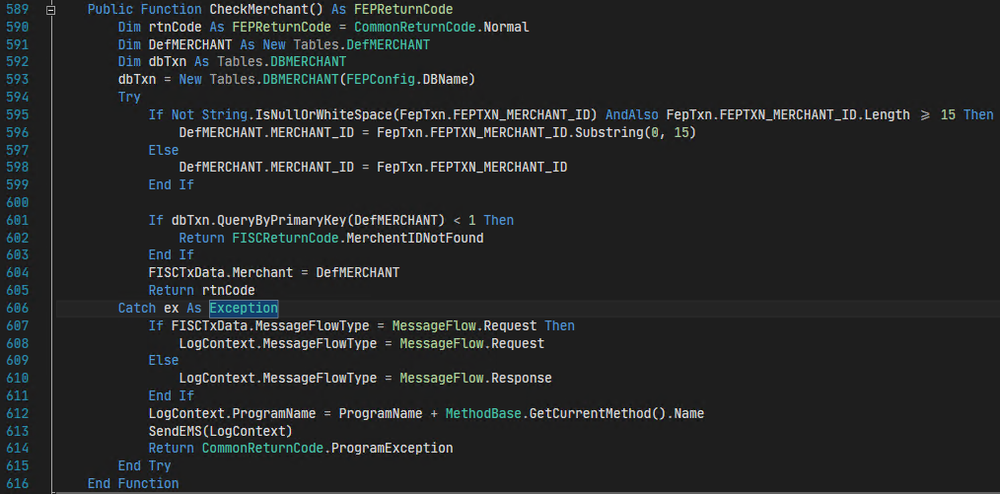 589 Public Function CheckMerchant() As FEPReturnCode
590 Dim rtnCode As FEPReturnCode = CommonReturnCode.Normal
591 Dim DefMERCHANT As New Tables.DefMERCHANT
592 Dim dbTxn As Tables.DBMERCHANT
593 dbTxn = New Tables.DBMERCHANT(FEPConfig.DBName)
594 Try
595 If Not String.IsNullOrWhiteSpace(FepTxn.FEPTXN_MERCHANT_ID) AndAlso FepTxn.FEPTXN_MERCHANT_ID.Length ⩾ 15 Then
596 DefMERCHANT.MERCHANT_ID = FepTxn.FEPTXN_MERCHANT_ID.Substring(0, 15)
597 Else
598 DefMERCHANT.MERCHANT_ID = FepTxn.FEPTXN_MERCHANT_ID
599 End If
600
601 If dbTxn.QueryByPrimaryKey(DefMERCHANT) < 1 Then
602 Return FISCReturnCode.MerchentIDNotFound
603 End If
604 FISCTxData.Merchant = DefMERCHANT
605 Return rtnCode
606 Catch ex As Exception
607 If FISCTxData.MessageFlowType = MessageFlow.Request Then
608 LogContext.MessageFlowType = MessageFlow.Request
609 Else
610 LogContext.MessageFlowType = MessageFlow.Response
611 End If
612 LogContext.ProgramName = ProgramName + MethodBase.GetCurrentMethod().Name
613 SendEMS(LogContext)
614 Return CommonReturnCode.ProgramException
615 End Try
616 End Function